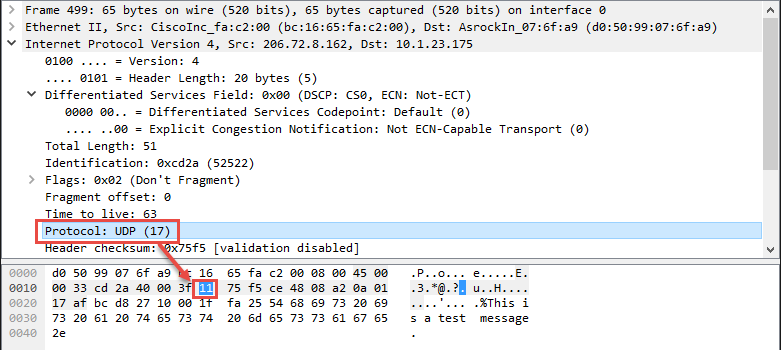 Frame 499: 65 bytes on wire (520 bits), 65 bytes captured (520 bits) on interface 0
Ethernet II, Src: CiscoInc_fa:c2:00 (bc:16:65:fa:c2:00), Dst: AsrockIn_07:6f:a9 (d0:50:99:07:6f:a9)
Internet Protocol Version 4, Src: 206.72.8.162, Dst: 10.1.23.175
0100 .... = Version: 4
.... 0101 = Header Length: 20 bytes (5)
Differentiated Services Field: 0x00 (DSCP: CS0, ECN: Not-ECT)
0000 00.. = Differentiated Services Codepoint: Default (0)
.... ..00 = Explicit Congestion Notification: Not ECN-Capable Transport (0)
Total Length: 51
Identification: 0xcd2a (52522)
Flags: 0x02 (Don't Fragment)
Fragment offset: 0
Time to live: 63
Protocol: UDP (17)
Header checksum: 0x75f5 [validation disabled]
0000 d0 50 99 07 6f a9 16 65 fa c2 00 08 00 45 00 .P..o... e.....E.
0010 00 33 cd 2a 40 00 3f 11 75 f5 ce 48 08 a2 0a 01 .3.*@.?. u..H....
0020 17 af bc d8 27 10 00 1f fa 25 54 68 69 73 20 69 ....'... .%This i
0030 73 20 61 20 74 65 73 74 20 6d 65 73 73 61 67 65 s a test message
0040 2e .